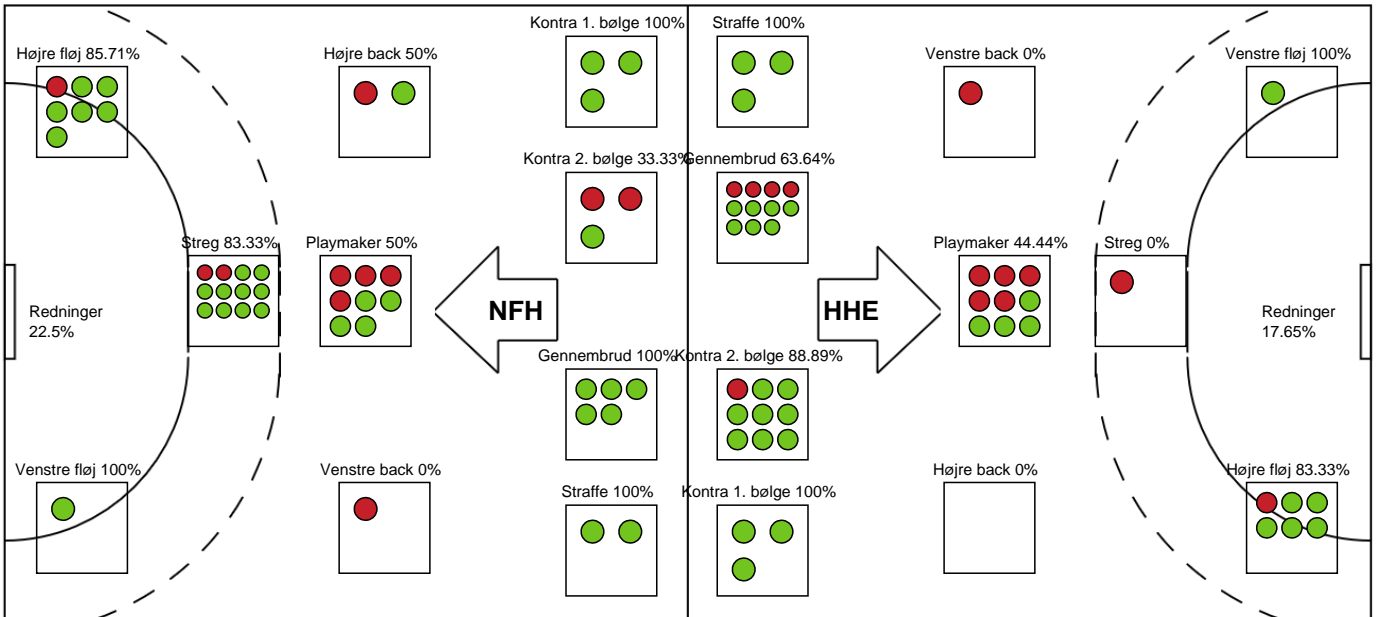 Kontra 1. bølge 100%
Straffe 100%
Højre fløj 85.71%
Højre back 50%
Venstre back 0%
Venstre fløj 100%
Kontra 2. bølge 33.33%
Gennembrud 63.64%
Streg 83.33%
Playmaker 50%
Playmaker 44.44%
Streg 0%
NFH
HHE
Redninger
22.5%
Redninger
17.65%
Gennembrud 100%
Kontra 2. bølge 88.89%
Venstre fløj 100%
Venstre back 0%
Højre back 0%
Højre fløj 83.33%
Straffe 100%
Kontra 1. bølge 100%